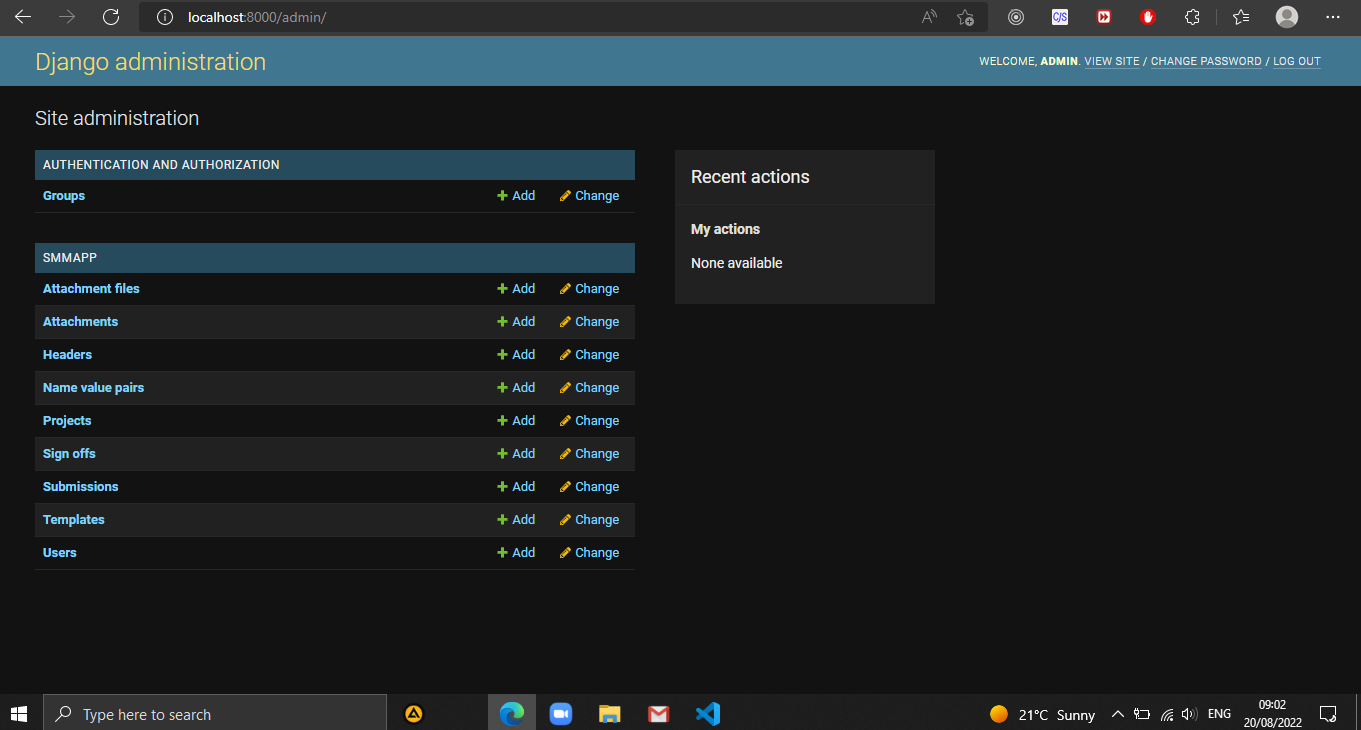 localhost:8000/admin/
Django administration
WELCOME, ADMIN. VIEW SITE / CHANGE PASSWORD / LOG OUT
Site administration
AUTHENTICATION AND AUTHORIZATION
Groups Add Change
SMMAPP
Attachment files Add Change
Attachments Add Change
Headers Add Change
Name value pairs Add Change
Projects Add Change
Sign offs Add Change
Submissions Add Change
Templates Add Change
Users Add Change
Recent actions
My actions
None available
Type here to search
21°C Sunny
ENG
09:02
20/08/2022